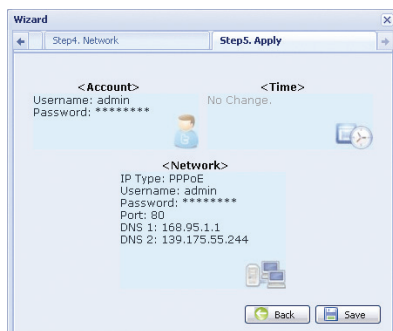 Wizard
Step4. Network
Step5. Apply
<Account>
Username: admin
Password: ********
<Time>
No Change.
<Network>
IP Type: PPPoE
Username: admin
Password: ********
Port: 80
DNS 1: 168.95.1.1
DNS 2: 139.175.55.244
Back
Save